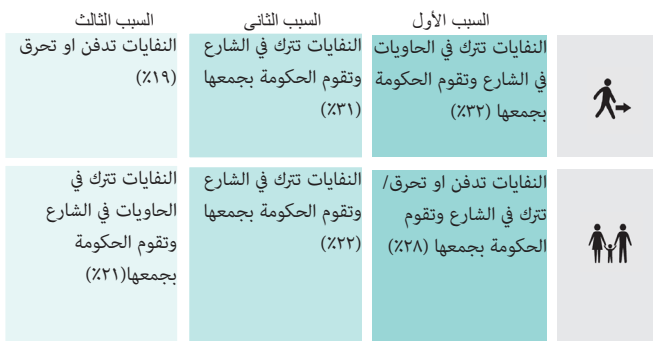 السبب الأول
السبب الثاني
السبب الثالث
النفايات تترك في الحاويات
في الشارع وتقوم الحكومة
بجمعها (٣٢٪)
النفايات تترك في الشارع
وتقوم الحكومة بجمعها
(٣١٪)
النفايات تدفن او تحرق
(١٩٪)
النفايات تدفن او تحرق/
تترك في الشارع وتقوم
الحكومة بجمعها (٢٨٪)
النفايات تترك في الشارع
وتقوم الحكومة بجمعها
(٢٢٪)
النفايات تترك في
الحاويات في الشارع
وتقوم الحكومة
بجمعها(٢١٪)